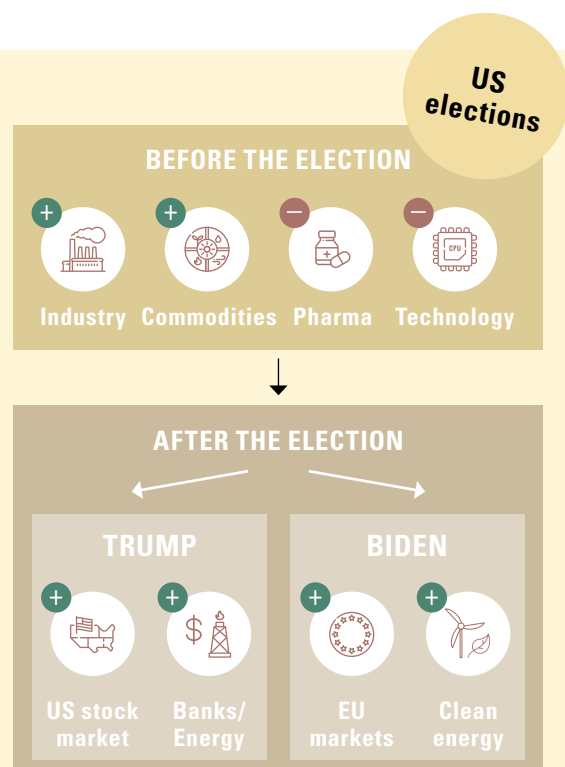 US
elections
BEFORE THE ELECTION
+
+
−
−
CPU
Industry
Commodities
Pharma
Technology
AFTER THE ELECTION
TRUMP
BIDEN
+
+
+
+
$
US stock
market
Banks/
Energy
EU
markets
Clean
energy